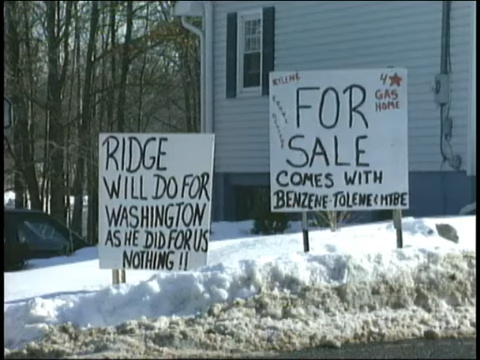 RIDGE
WILL DO FOR
WASHINGTON
AS HE DID FOR US
NOTHING !!
XYLENE
4 ★
GAS
HOME
FOR
SALE
COMES WITH
BENZENE-TOLENE & MTBE